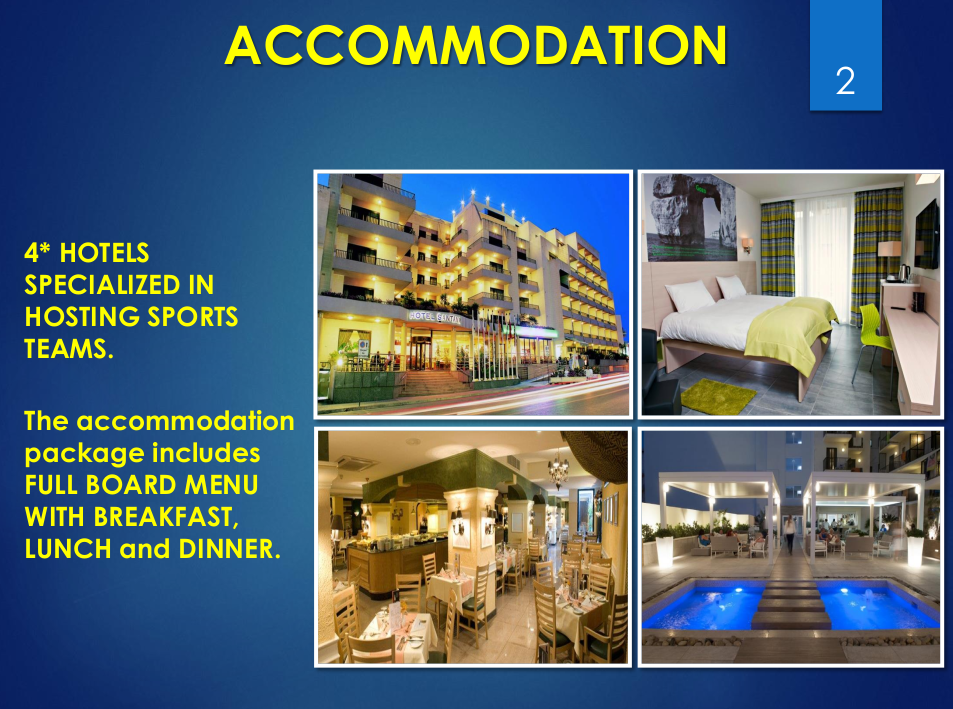 ACCOMMODATION
2
4* HOTELS
SPECIALIZED IN
HOSTING SPORTS
TEAMS.
The accommodation
package includes
FULL BOARD MENU
WITH BREAKFAST,
LUNCH and DINNER.
HOTEL